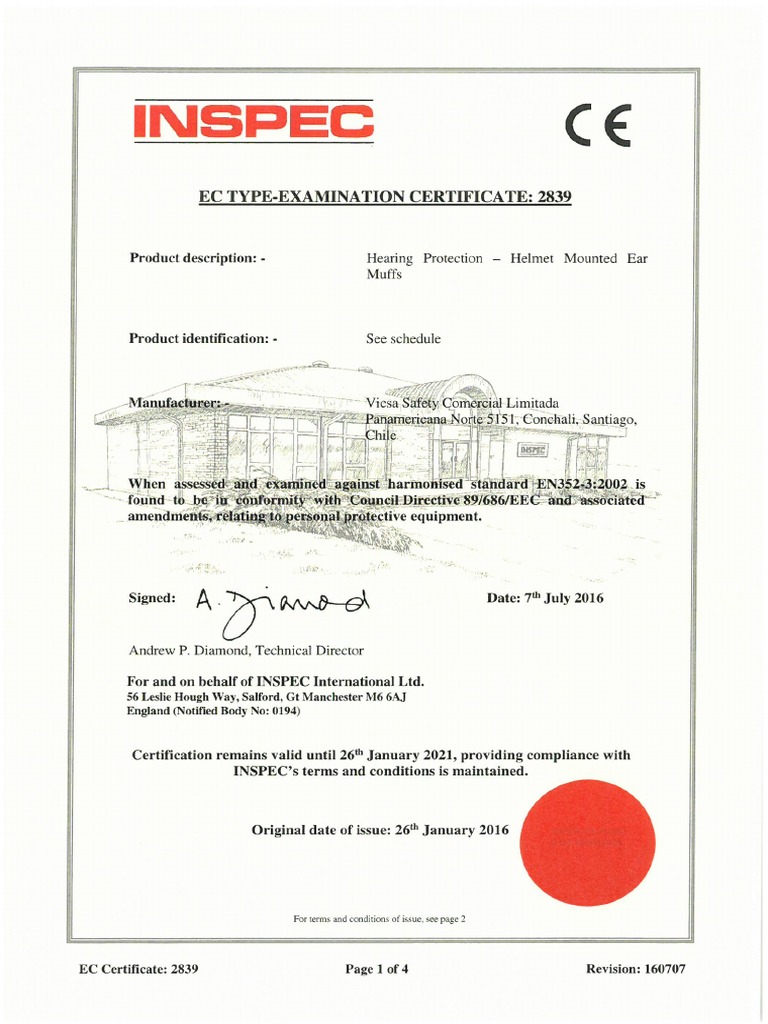 INSPEC
CE
EC TYPE-EXAMINATION CERTIFICATE: 2839
Product description: - Hearing Protection – Helmet Mounted Ear
Muffs
Product identification: - See schedule
Manufacturer: - Vicsa Safety Comercial Limitada
Panamericana Norte 5151, Conchali, Santiago,
Chile
INSPEC
When assessed and examined against harmonised standard EN352-3:2002 is
found to be in conformity with Council Directive 89/686/EEC and associated
amendments, relating to personal protective equipment.
Signed: A. Diamond Date: 7th July 2016
Andrew P. Diamond, Technical Director
For and on behalf of INSPEC International Ltd.
56 Leslie Hough Way, Salford, Gt Manchester M6 6AJ
England (Notified Body No: 0194)
Certification remains valid until 26th January 2021, providing compliance with
INSPEC's terms and conditions is maintained.
Original date of issue: 26th January 2016
For terms and conditions of issue, see page 2
EC Certificate: 2839 Page 1 of 4 Revision: 160707